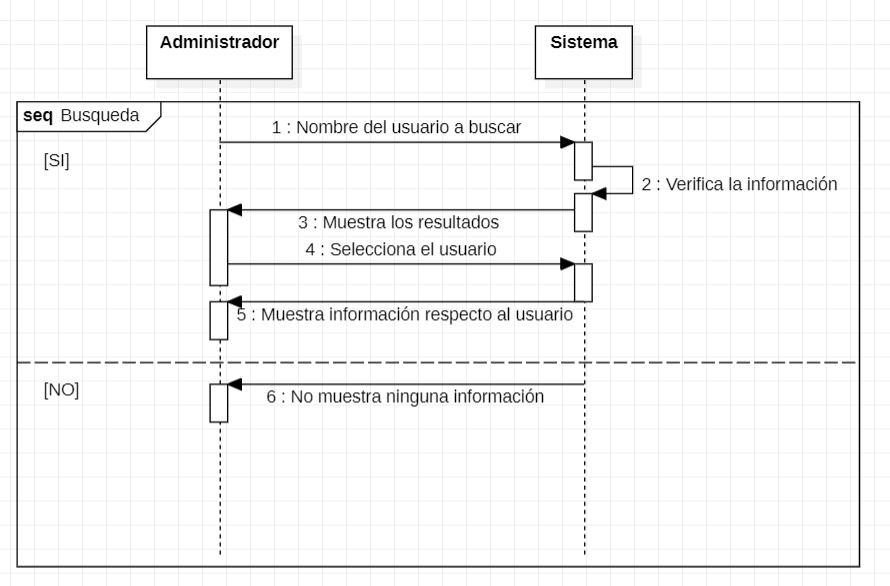 Administrador
Sistema
seq Busqueda
1 : Nombre del usuario a buscar
[SI]
2 : Verifica la información
3 : Muestra los resultados
4 : Selecciona el usuario
5 : Muestra información respecto al usuario
[NO]
6 : No muestra ninguna información